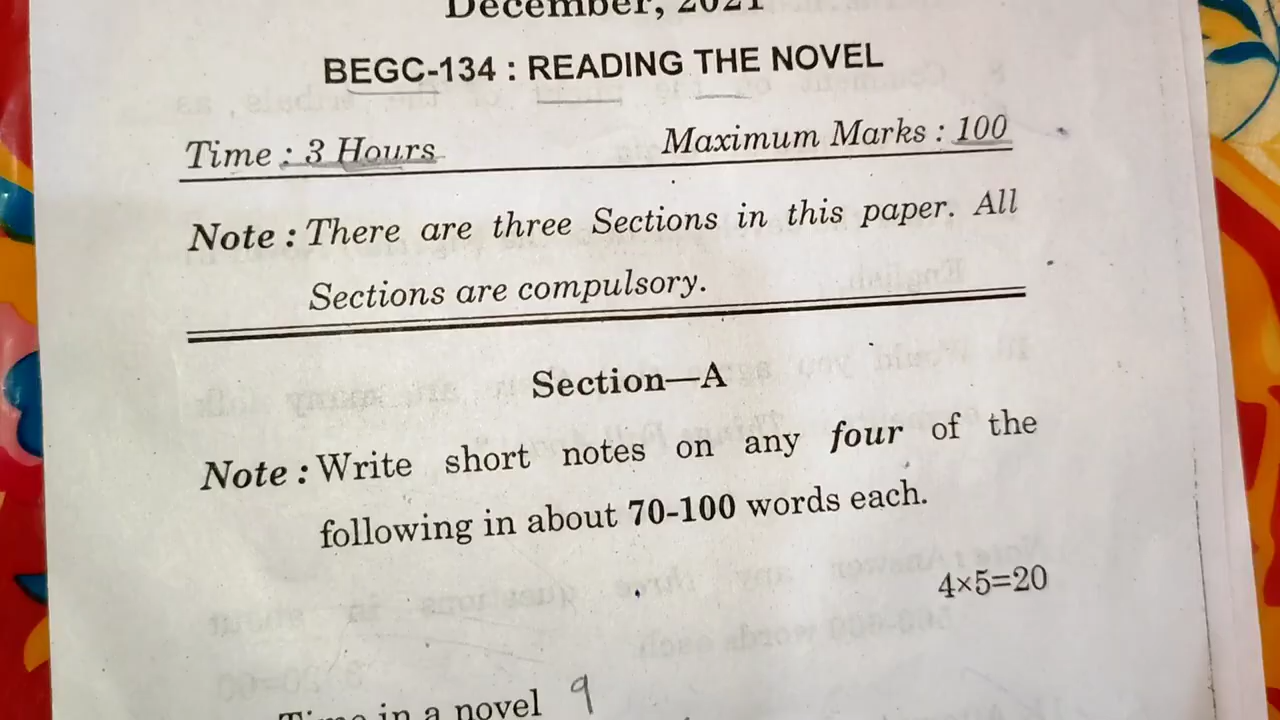 December, 2021
BEGC-134 : READING THE NOVEL
Time : 3 Hours Maximum Marks : 100
Note : There are three Sections in this paper. All
Sections are compulsory.
Section—A
Note : Write short notes on any four of the
following in about 70-100 words each.
4×5=20
Time in a novel 9